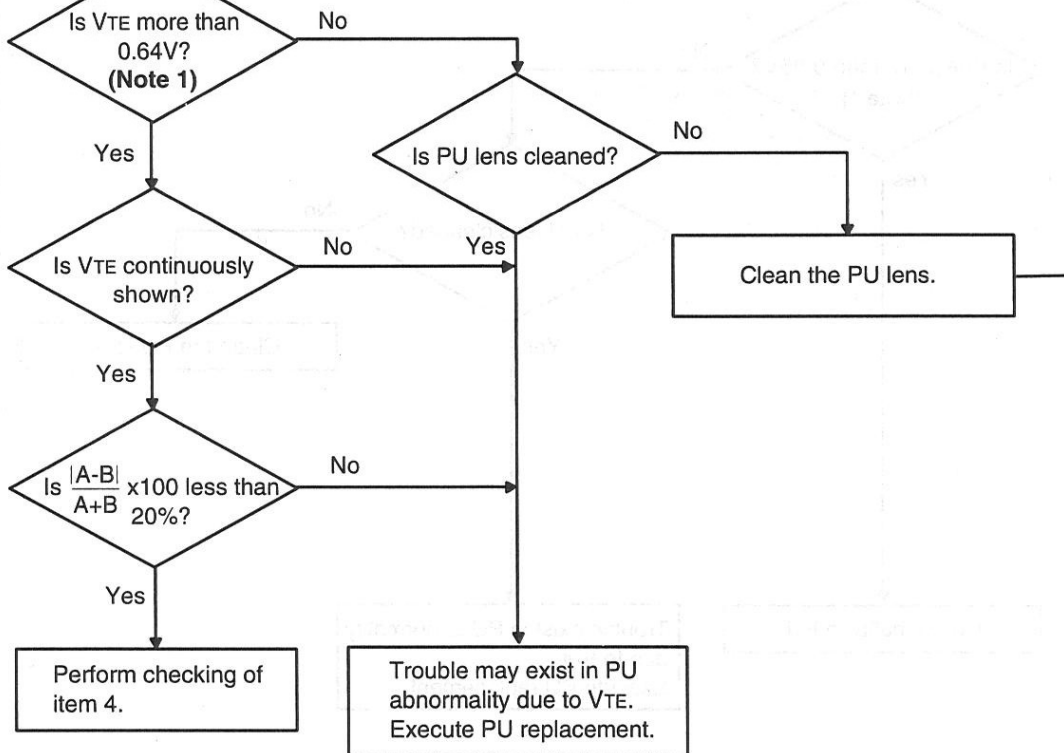 Is VTE more than
0.64V?
(Note 1)
No
Yes
Is PU lens cleaned?
No
Yes
Clean the PU lens.
Is VTE continuously
shown?
No
Yes
Is |A-B|/A+B x100 less than
20%?
No
Yes
Perform checking of
item 4.
Trouble may exist in PU
abnormality due to VTE.
Execute PU replacement.